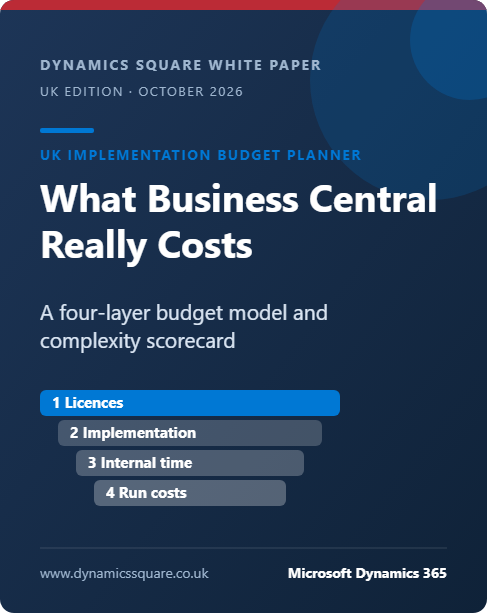 DYNAMICS SQUARE WHITE PAPER
UK EDITION · OCTOBER 2026
UK IMPLEMENTATION BUDGET PLANNER
What Business Central
Really Costs
A four-layer budget model and
complexity scorecard
1 Licences
2 Implementation
3 Internal time
4 Run costs
www.dynamicssquare.co.uk
Microsoft Dynamics 365